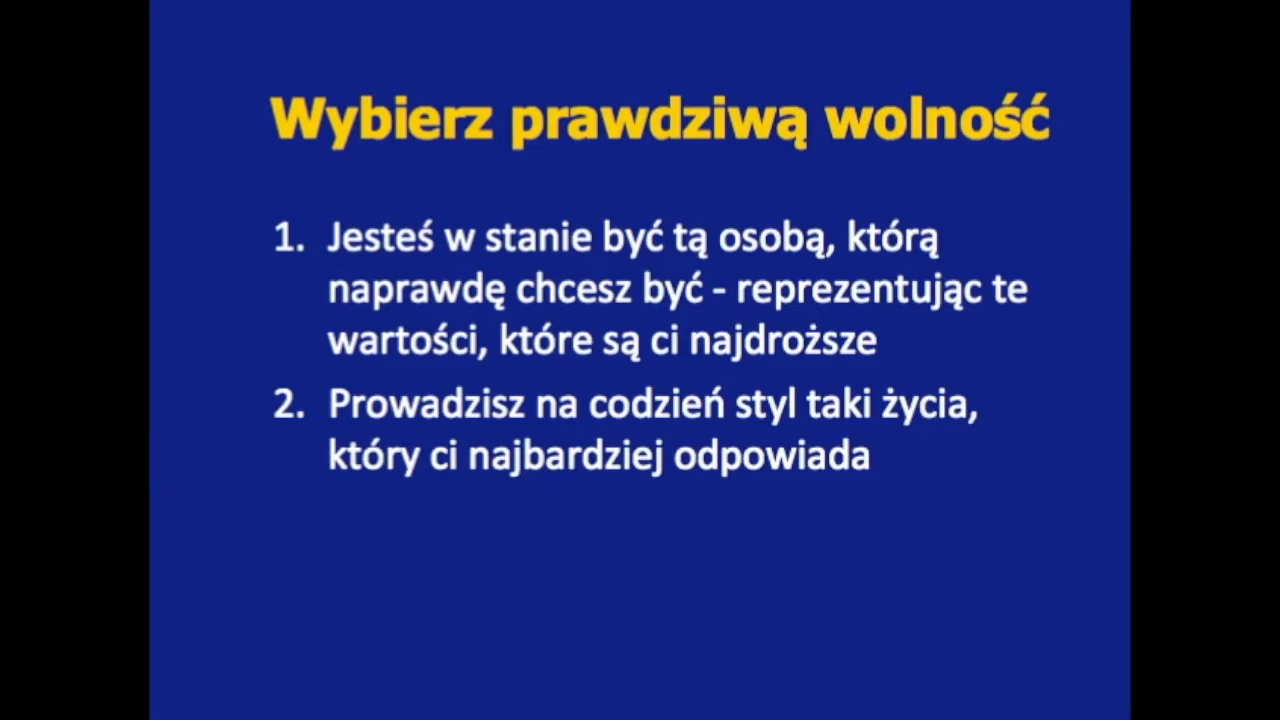 Wybierz prawdziwą wolność
1. Jesteś w stanie być tą osobą, którą
naprawdę chcesz być - reprezentując te
wartości, które są ci najdroższe
2. Prowadzisz na codzień styl taki życia,
który ci najbardziej odpowiada